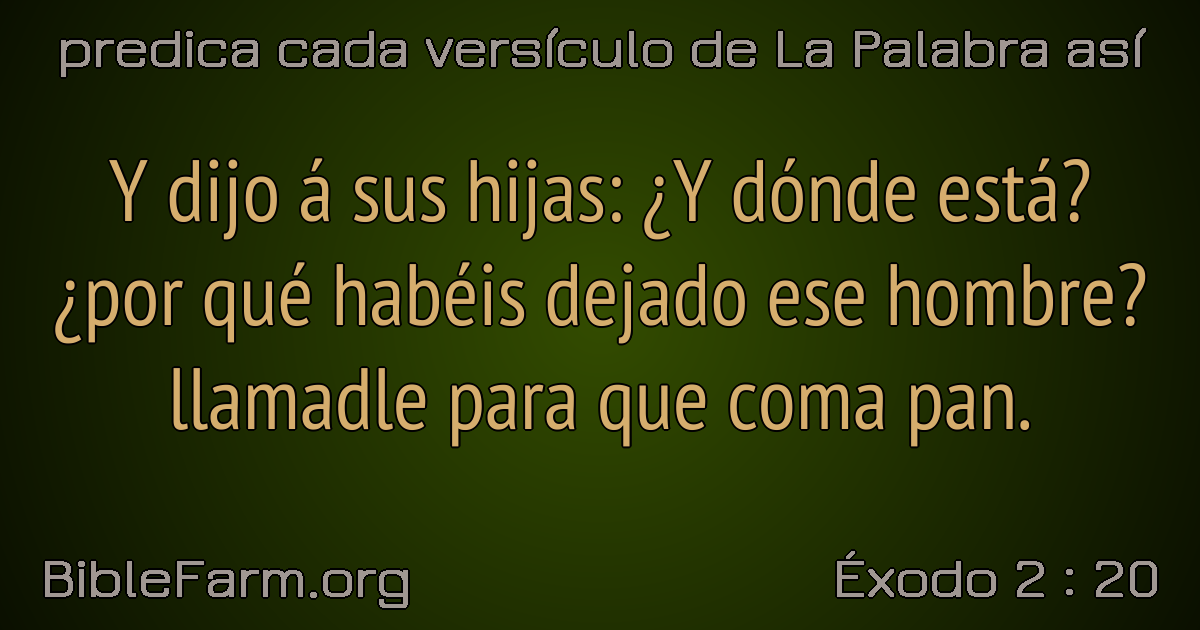 predica cada versículo de La Palabra así
Y dijo á sus hijas: ¿Y dónde está?
¿por qué habéis dejado ese hombre?
llamadle para que coma pan.
BibleFarm.org
Éxodo 2 : 20